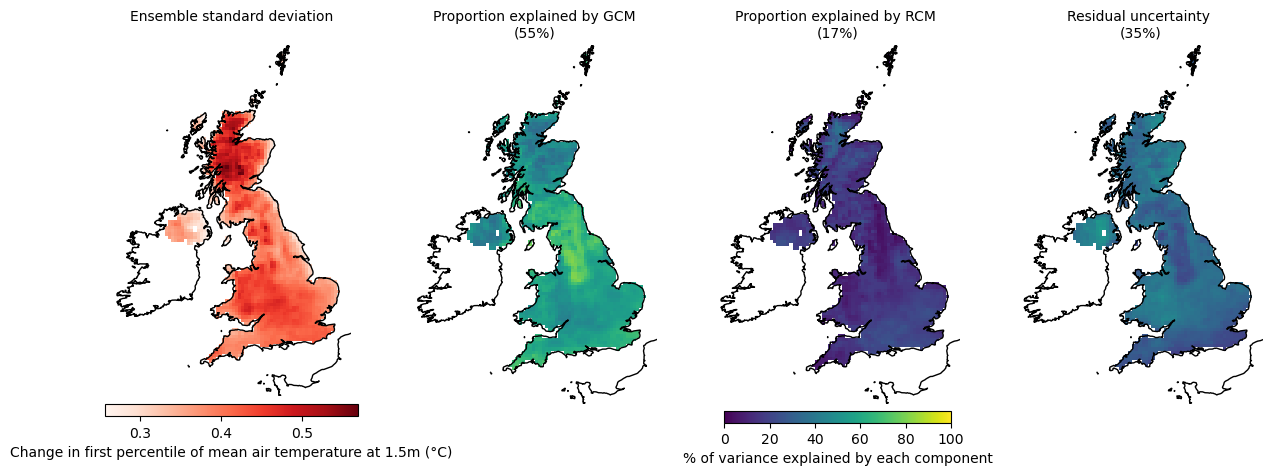 Ensemble standard deviation
Proportion explained by GCM
(55%)
Proportion explained by RCM
(17%)
Residual uncertainty
(35%)
0.3 0.4 0.5
Change in first percentile of mean air temperature at 1.5m (°C)
0 20 40 60 80 100
% of variance explained by each component